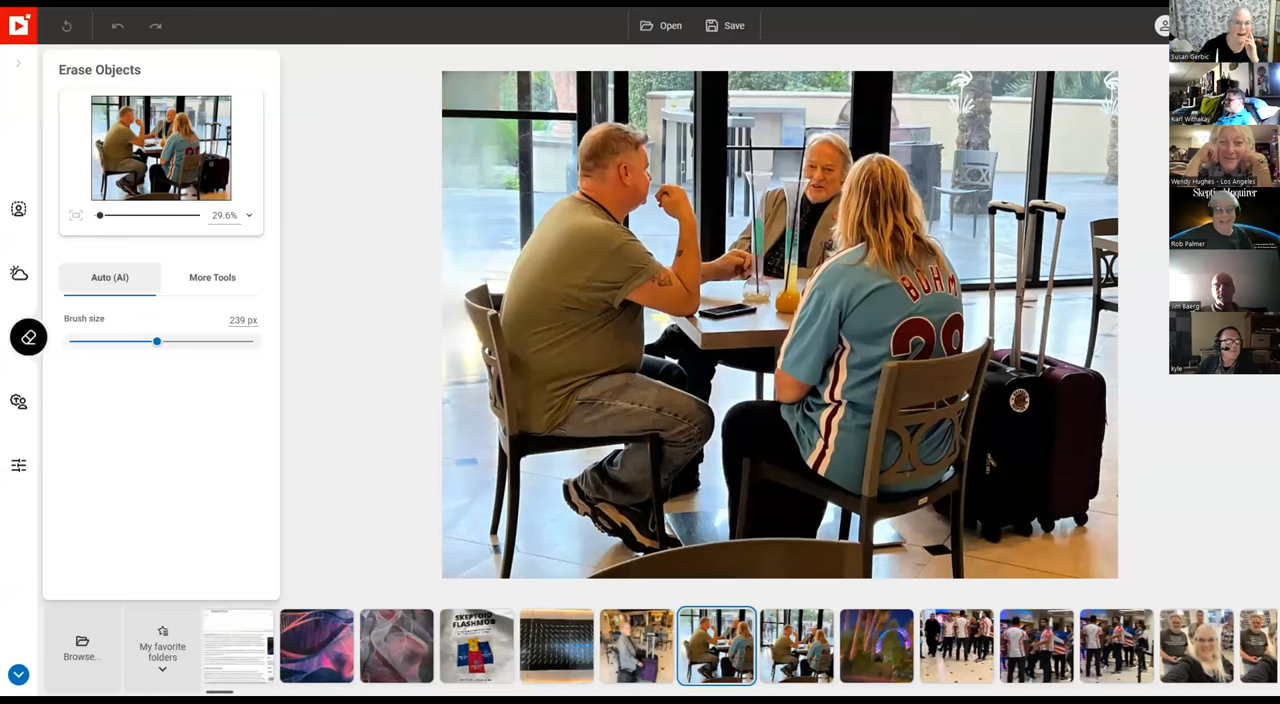 Open
Save
Erase Objects
29.6%
Auto (AI)
More Tools
Brush size
239 px
BOHM
28
Susan Gerbic
Karl Withakay
Wendy Hughes - Los Angeles
Skeptical Inquirer
Rob Palmer
Jim Baerg
kyle
Browse...
My favorite
folders
SKEPTOID
FLASHMOB